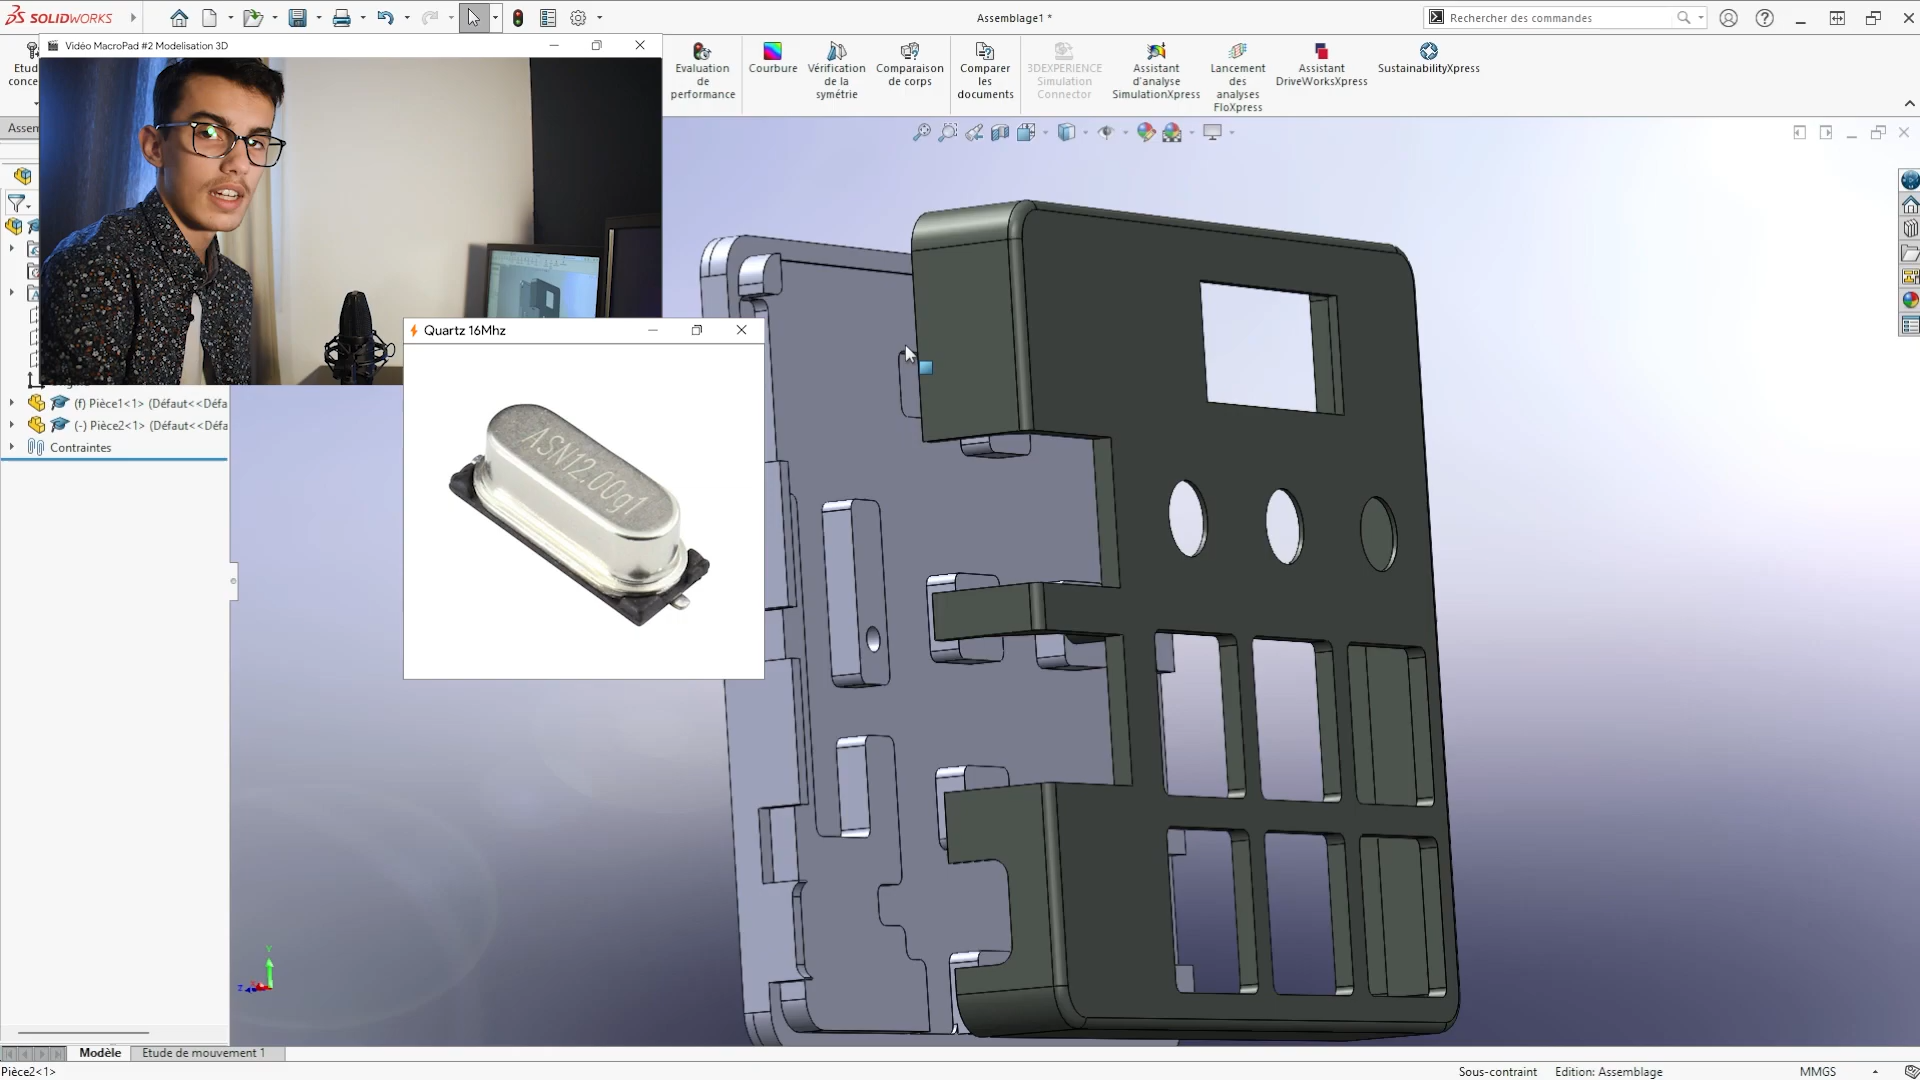 SOLIDWORKS
Assemblage1 *
Rechercher des commandes
Vidéo MacroPad #2 Modelisation 3D
Etud
conce
Evaluation
de
performance
Courbure
Vérification
de la
symétrie
Comparaison
de corps
Comparer
les
documents
3DEXPERIENCE
Simulation
Connector
Assistant
d'analyse
SimulationXpress
Lancement
des
analyses
FloXpress
Assistant
DriveWorksXpress
SustainabilityXpress
Assem
Quartz 16Mhz
ASN12.00g1
(f) Pièce1<1> (Défaut<<Défa
(-) Pièce2<1> (Défaut<<Défa
Contraintes
Y
Z
Modèle
Etude de mouvement 1
Pièce2<1>
Sous-contraint
Edition: Assemblage
MMGS